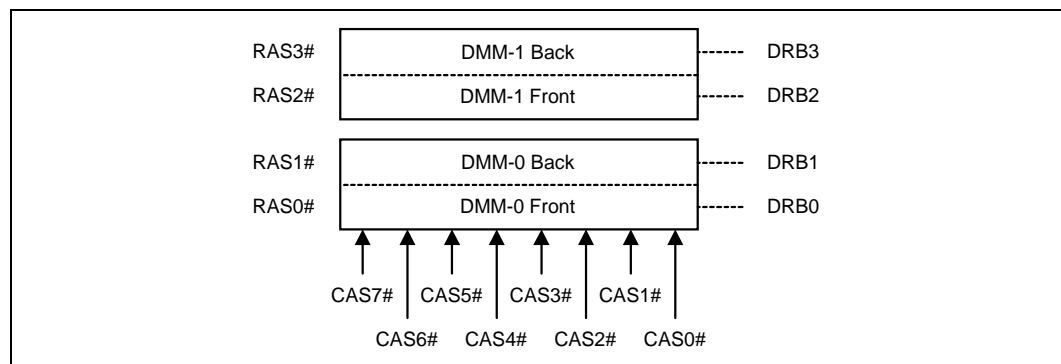 RAS3# DMM-1 Back DRB3
RAS2# DMM-1 Front DRB2
RAS1# DMM-0 Back DRB1
RAS0# DMM-0 Front DRB0
CAS7# CAS5# CAS3# CAS1#
CAS6# CAS4# CAS2# CAS0#